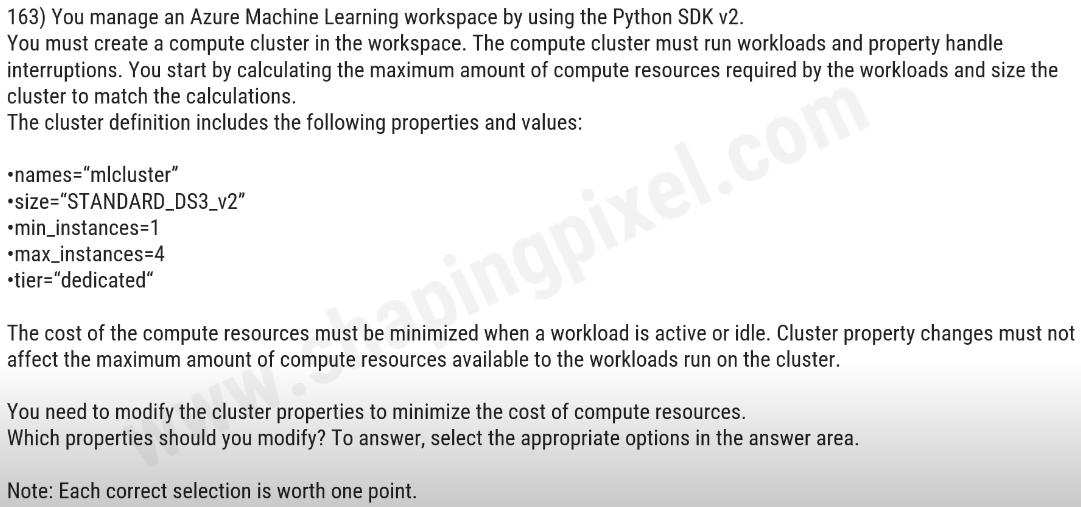 163) You manage an Azure Machine Learning workspace by using the Python SDK v2.
You must create a compute cluster in the workspace. The compute cluster must run workloads and property handle
interruptions. You start by calculating the maximum amount of compute resources required by the workloads and size the
cluster to match the calculations.
The cluster definition includes the following properties and values:
•names=“mlcluster”
•size=“STANDARD_DS3_v2”
•min_instances=1
•max_instances=4
•tier=“dedicated“
www.shapingpixel.com
The cost of the compute resources must be minimized when a workload is active or idle. Cluster property changes must not
affect the maximum amount of compute resources available to the workloads run on the cluster.
You need to modify the cluster properties to minimize the cost of compute resources.
Which properties should you modify? To answer, select the appropriate options in the answer area.
Note: Each correct selection is worth one point.